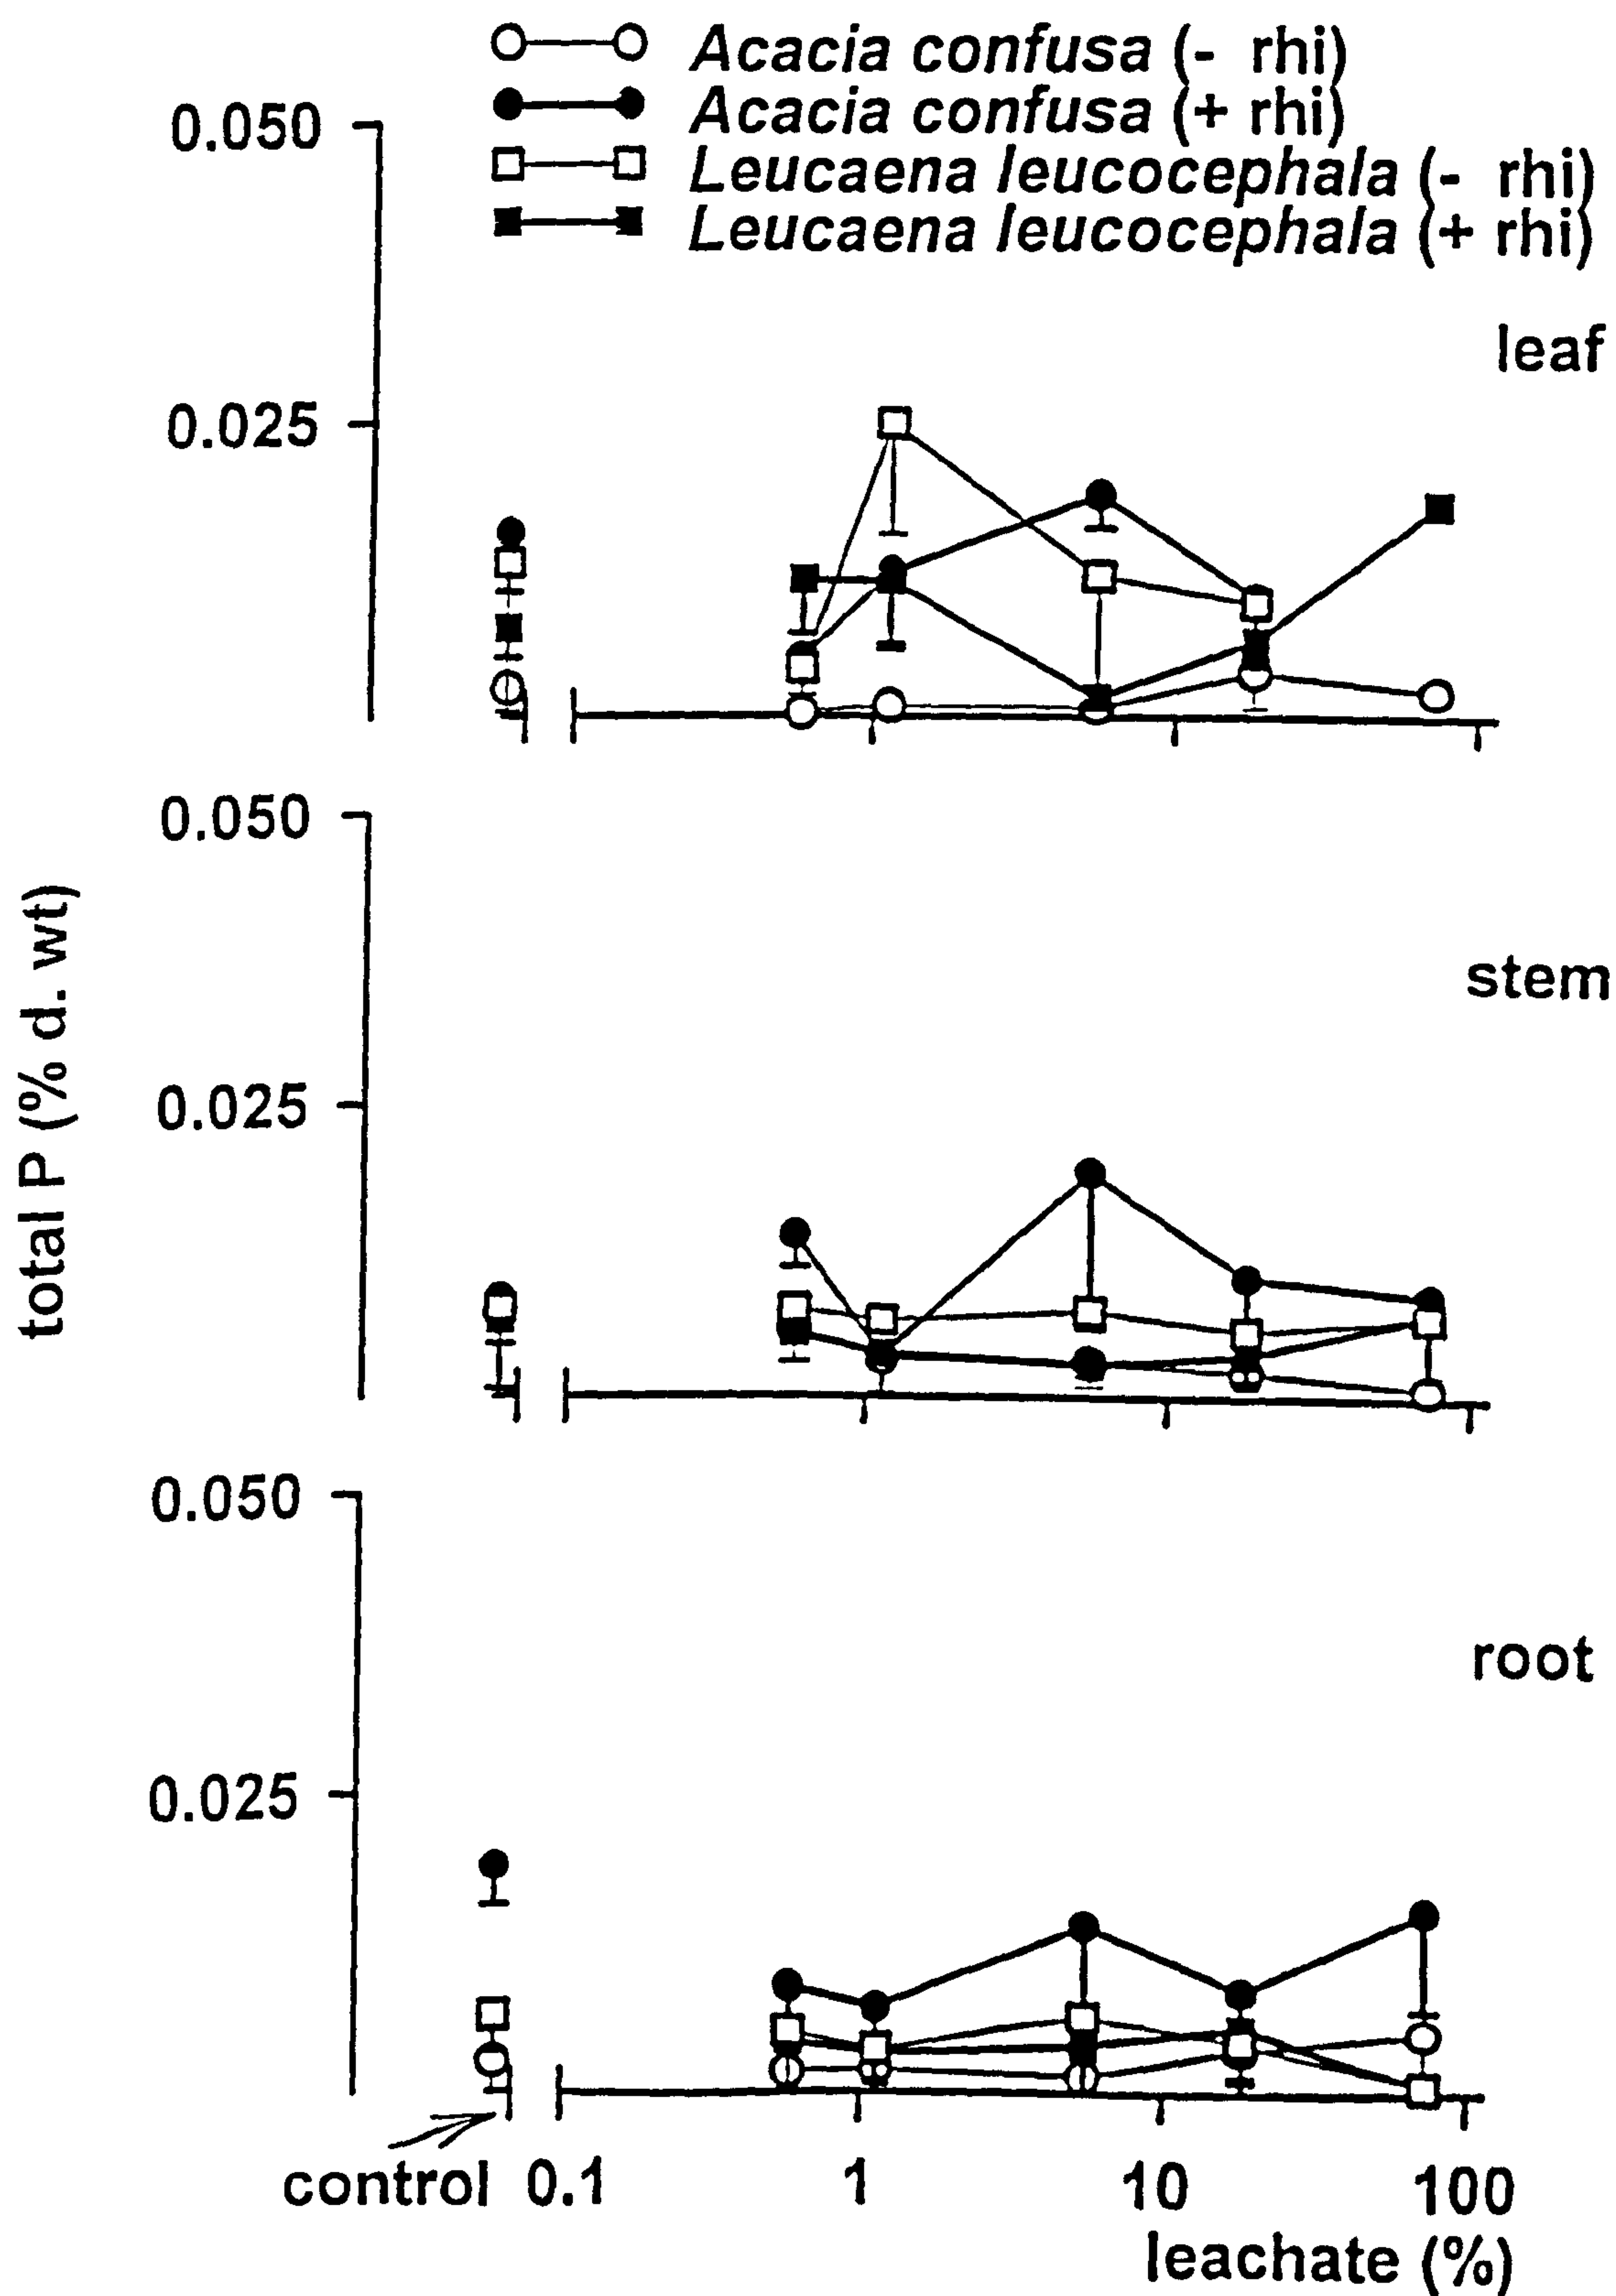 Acacia confusa (- rhi)
Acacia confusa (+ rhi)
Leucaena leucocephala (- rhi)
Leucaena leucocephala (+ rhi)
0.050
leaf
0.025
0.050
stem
0.025
total P (% d. wt)
0.050
root
0.025
control 0.1 1 10 100
leachate (%)